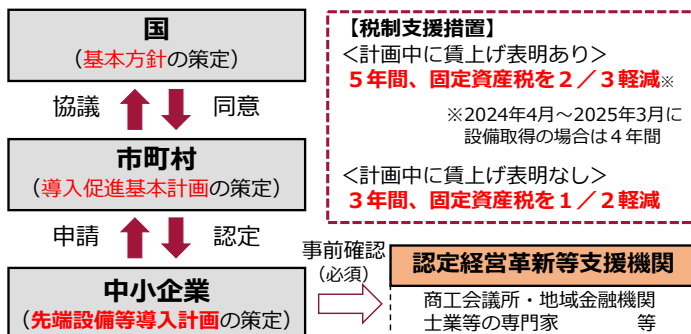 国
（基本方針の策定）
協議
同意
市町村
（導入促進基本計画の策定）
申請
認定
中小企業
（先端設備等導入計画の策定）
【税制支援措置】
＜計画中に賃上げ表明あり＞
５年間、固定資産税を２／３軽減※
※2024年4月～2025年3月に
設備取得の場合は４年間
＜計画中に賃上げ表明なし＞
３年間、固定資産税を１／２軽減
事前確認
（必須）
認定経営革新等支援機関
商工会議所・地域金融機関
士業等の専門家　　　　　等